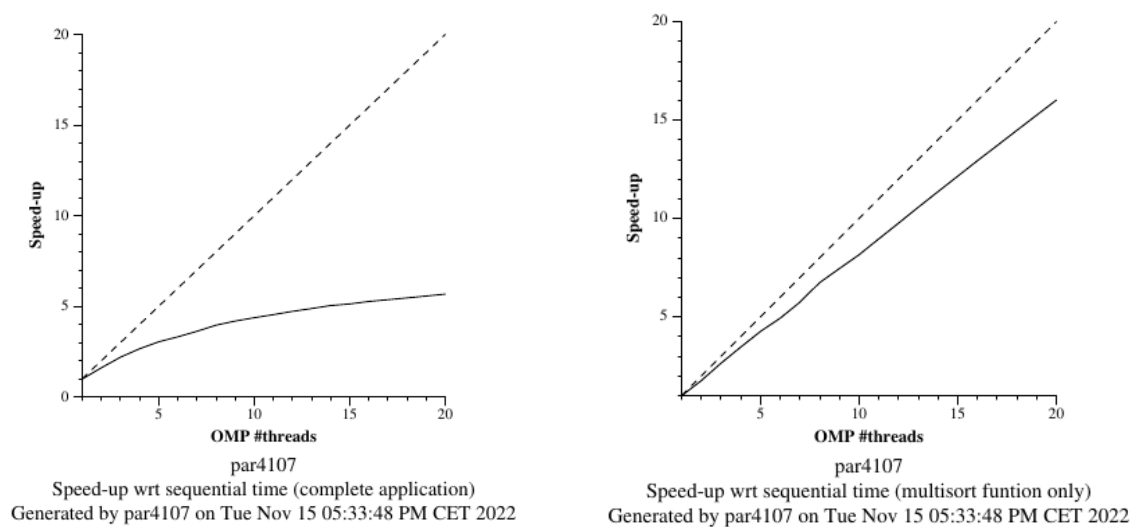 20
15
10
5
0
Speed-up
5
10
15
20
OMP #threads
par4107
Speed-up wrt sequential time (complete application)
Generated by par4107 on Tue Nov 15 05:33:48 PM CET 2022
20
15
10
5
Speed-up
5
10
15
20
OMP #threads
par4107
Speed-up wrt sequential time (multisort funtion only)
Generated by par4107 on Tue Nov 15 05:33:48 PM CET 2022